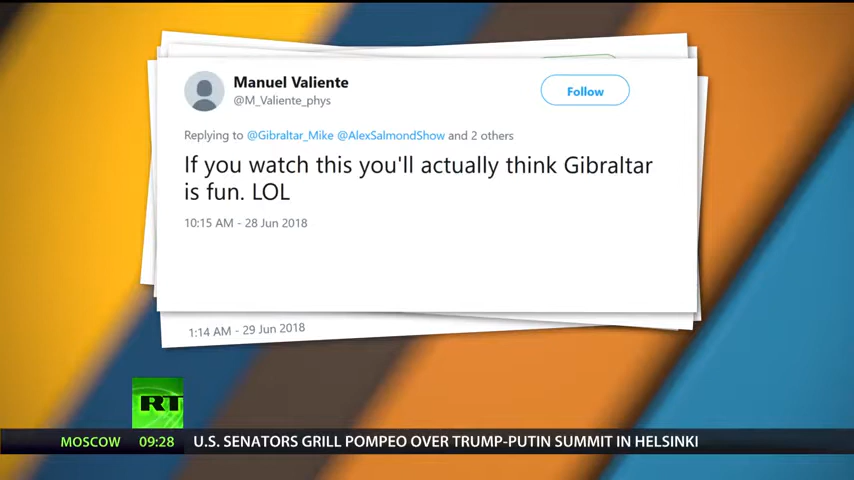 Manuel Valiente
@M_Valiente_phys
Follow
Replying to @Gibraltar_Mike @AlexSalmondShow and 2 others
If you watch this you'll actually think Gibraltar
is fun. LOL
10:15 AM - 28 Jun 2018
1:14 AM - 29 Jun 2018
RT
MOSCOW 09:28 U.S. SENATORS GRILL POMPEO OVER TRUMP-PUTIN SUMMIT IN HELSINKI